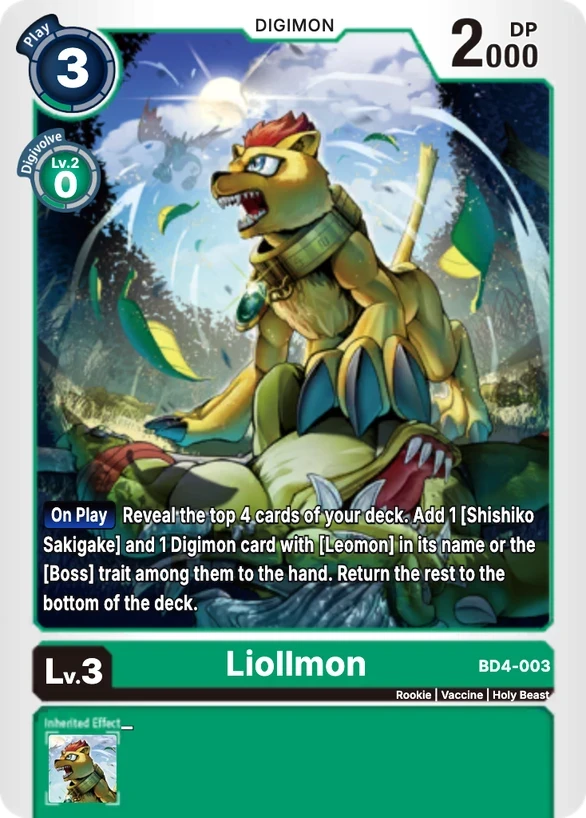 DIGIMON
Play
3
DP
2000
Digivolve
Lv.2
0
On Play Reveal the top 4 cards of your deck. Add 1 [Shishiko
Sakigake] and 1 Digimon card with [Leomon] in its name or the
[Boss] trait among them to the hand. Return the rest to the
bottom of the deck.
Lv.3
Liollmon
BD4-003
Rookie | Vaccine | Holy Beast
Inherited Effect